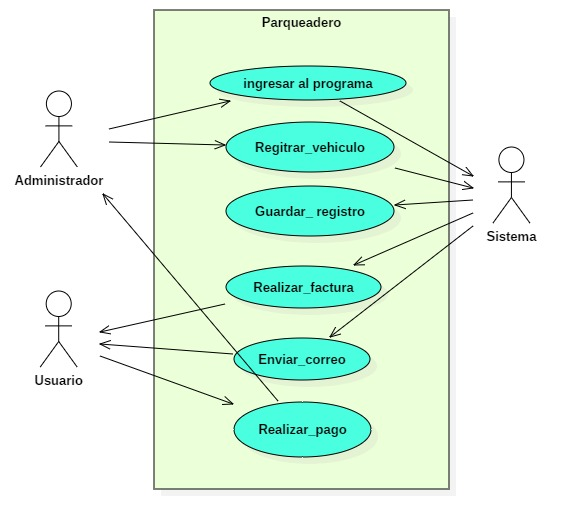 Parqueadero
ingresar al programa
Regitrar_vehiculo
Administrador
Guardar_ registro
Sistema
Realizar_factura
Enviar_correo
Usuario
Realizar_pago